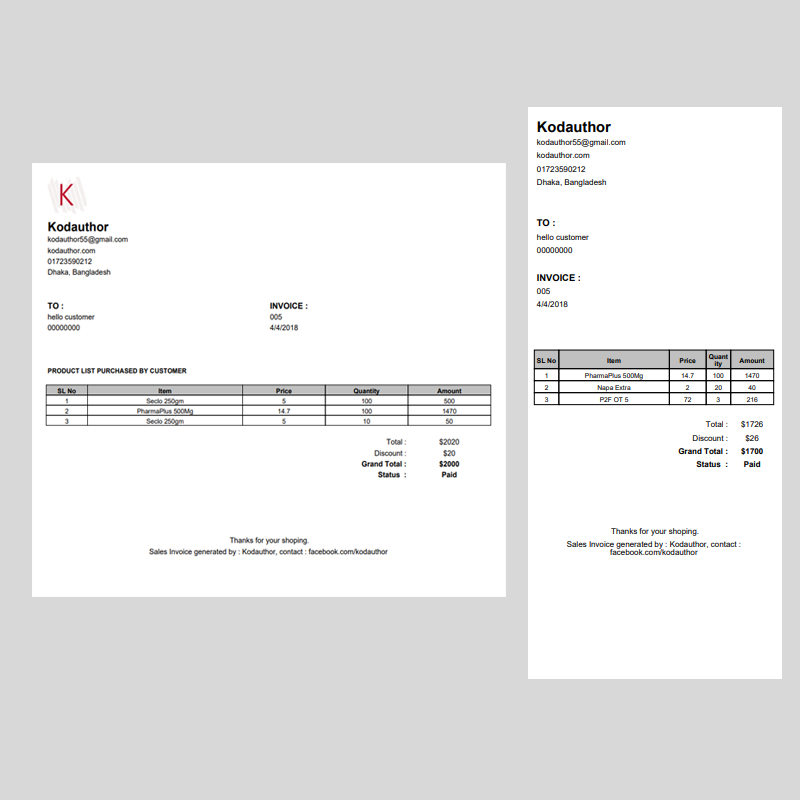 K
Kodauthor
kodauthor55@gmail.com
kodauthor.com
01723590212
Dhaka, Bangladesh
TO : INVOICE :
hello customer 005
00000000 4/4/2018
PRODUCT LIST PURCHASED BY CUSTOMER
SL No Item Price Quantity Amount
1 Seclo 250gm 5 100 500
2 PharmaPlus 500Mg 14.7 100 1470
3 Seclo 250gm 5 10 50
Total : $2020
Discount : $20
Grand Total : $2000
Status : Paid
Thanks for your shoping.
Sales Invoice generated by : Kodauthor, contact : facebook.com/kodauthor
Kodauthor
kodauthor55@gmail.com
kodauthor.com
01723590212
Dhaka, Bangladesh
TO :
hello customer
00000000
INVOICE :
005
4/4/2018
SL No Item Price Quantity Amount
1 PharmaPlus 500Mg 14.7 100 1470
2 Napa Extra 2 20 40
3 P2F OT 5 72 3 216
Total : $1726
Discount : $26
Grand Total : $1700
Status : Paid
Thanks for your shoping.
Sales Invoice generated by : Kodauthor, contact :
facebook.com/kodauthor